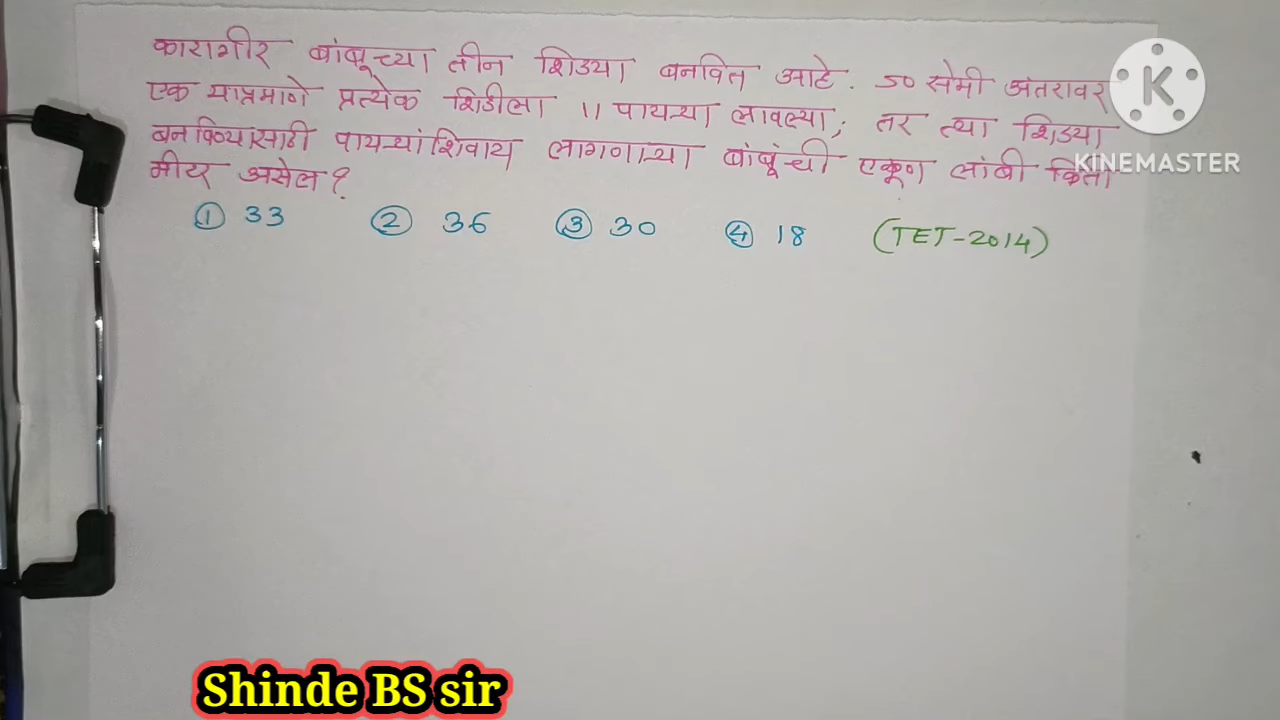 कारागीर बांबूच्या तीन शिड्या बनवित आहे. ५० सेमी अंतरावर
एक याप्रमाणे प्रत्येक शिडीला 11 पायऱ्या लावल्या; तर त्या शिड्या
बनविण्यासाठी पायऱ्यांशिवाय लागणाऱ्या बांबूंची एकूण लांबी किती
मीटर असेल?
① 33 ② 36 ③ 30 ④ 18 (TET-2014)
KINEMASTER
Shinde BS sir